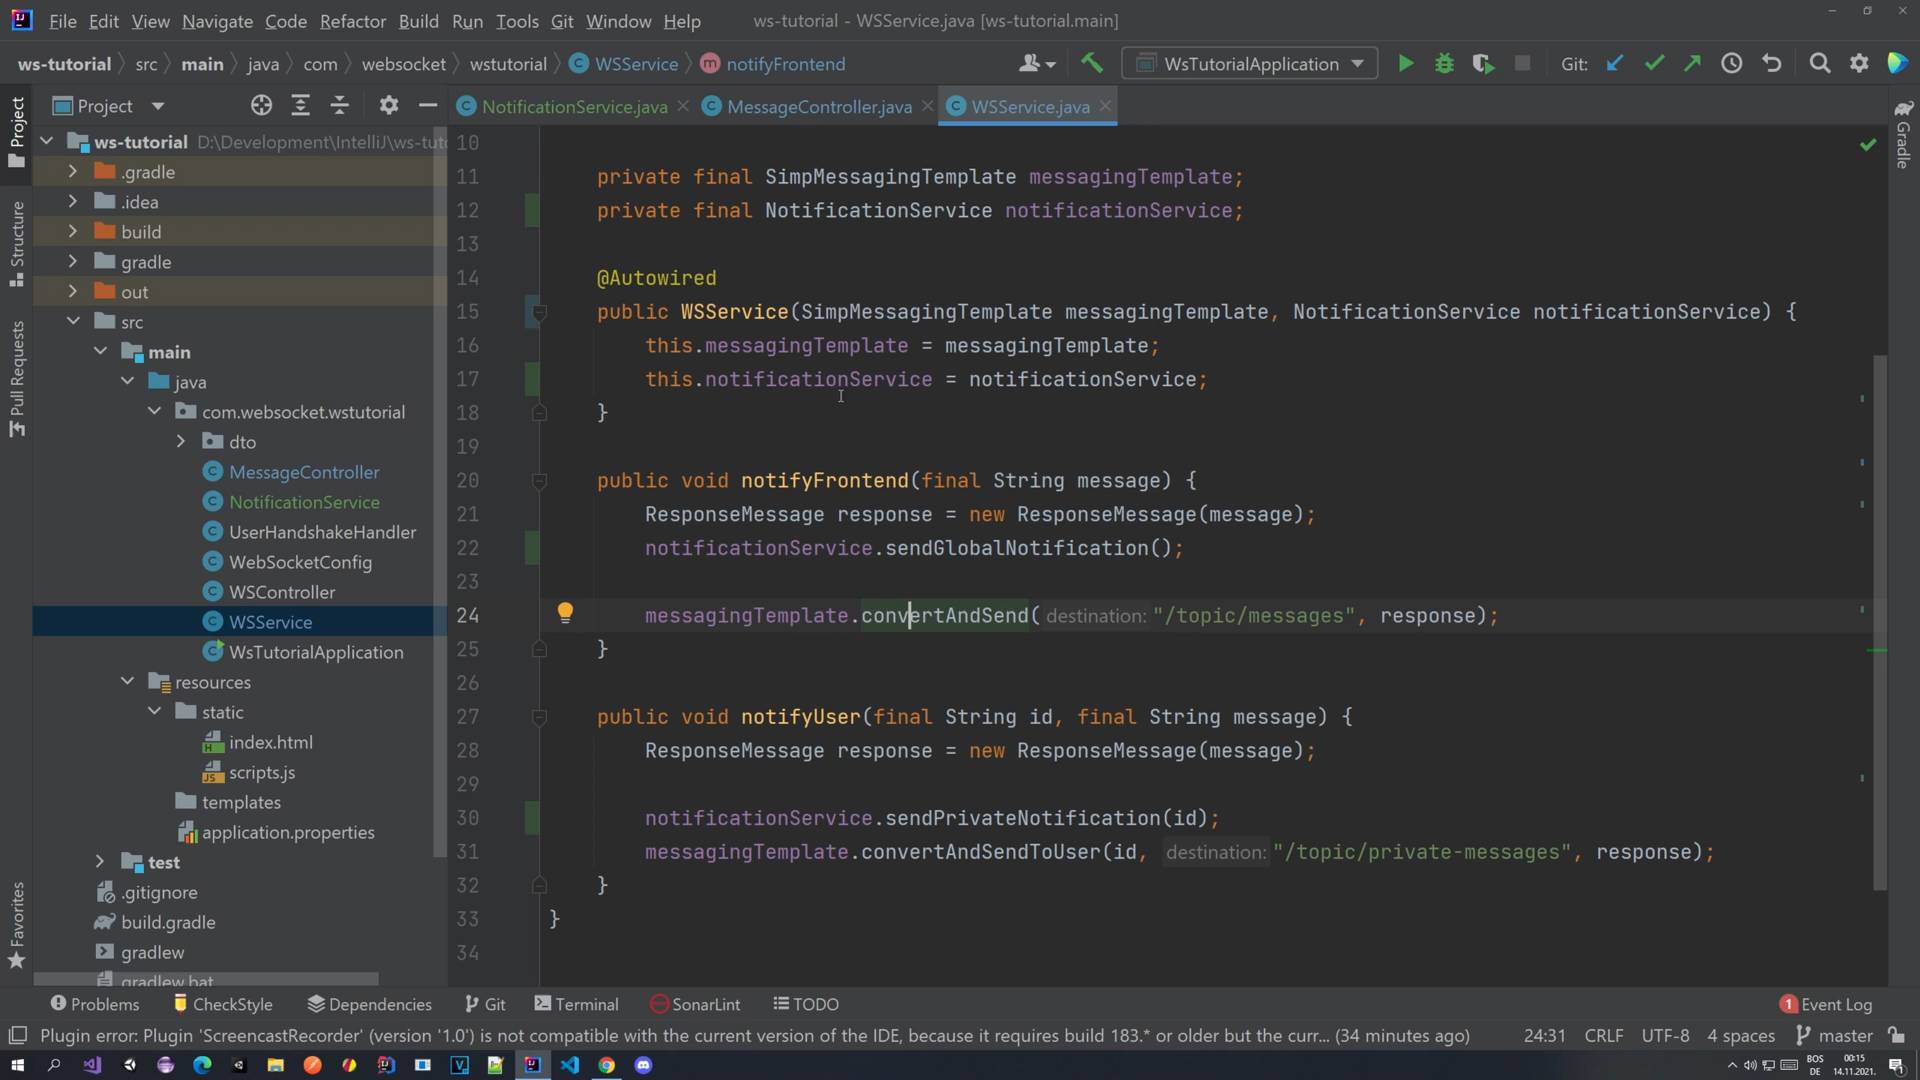 File Edit View Navigate Code Refactor Build Run Tools Git Window Help ws-tutorial - WSService.java [ws-tutorial.main]
ws-tutorial src main java com websocket wstutorial WSService notifyFrontend WsTutorialApplication Git:
Project NotificationService.java MessageController.java WSService.java
Project
Structure
Pull Requests
Favorites
Gradle
ws-tutorial D:\Development\IntelliJ\ws-tut
.gradle
.idea
build
gradle
out
src
main
java
com.websocket.wstutorial
dto
MessageController
NotificationService
UserHandshakeHandler
WebSocketConfig
WSController
WSService
WsTutorialApplication
resources
static
index.html
scripts.js
templates
application.properties
test
.gitignore
build.gradle
gradlew
gradlew.bat
10
11 private final SimpMessagingTemplate messagingTemplate;
12 private final NotificationService notificationService;
13
14 @Autowired
15 public WSService(SimpMessagingTemplate messagingTemplate, NotificationService notificationService) {
16 this.messagingTemplate = messagingTemplate;
17 this.notificationService = notificationService;
18 }
19
20 public void notifyFrontend(final String message) {
21 ResponseMessage response = new ResponseMessage(message);
22 notificationService.sendGlobalNotification();
23
24 messagingTemplate.convertAndSend( destination: "/topic/messages", response);
25 }
26
27 public void notifyUser(final String id, final String message) {
28 ResponseMessage response = new ResponseMessage(message);
29
30 notificationService.sendPrivateNotification(id);
31 messagingTemplate.convertAndSendToUser(id, destination: "/topic/private-messages", response);
32 }
33 }
34
Problems CheckStyle Dependencies Git Terminal SonarLint TODO 1 Event Log
Plugin error: Plugin 'ScreencastRecorder' (version '1.0') is not compatible with the current version of the IDE, because it requires build 183.* or older but the curr... (34 minutes ago) 24:31 CRLF UTF-8 4 spaces master
BOS 00:15
DE 14.11.2021.